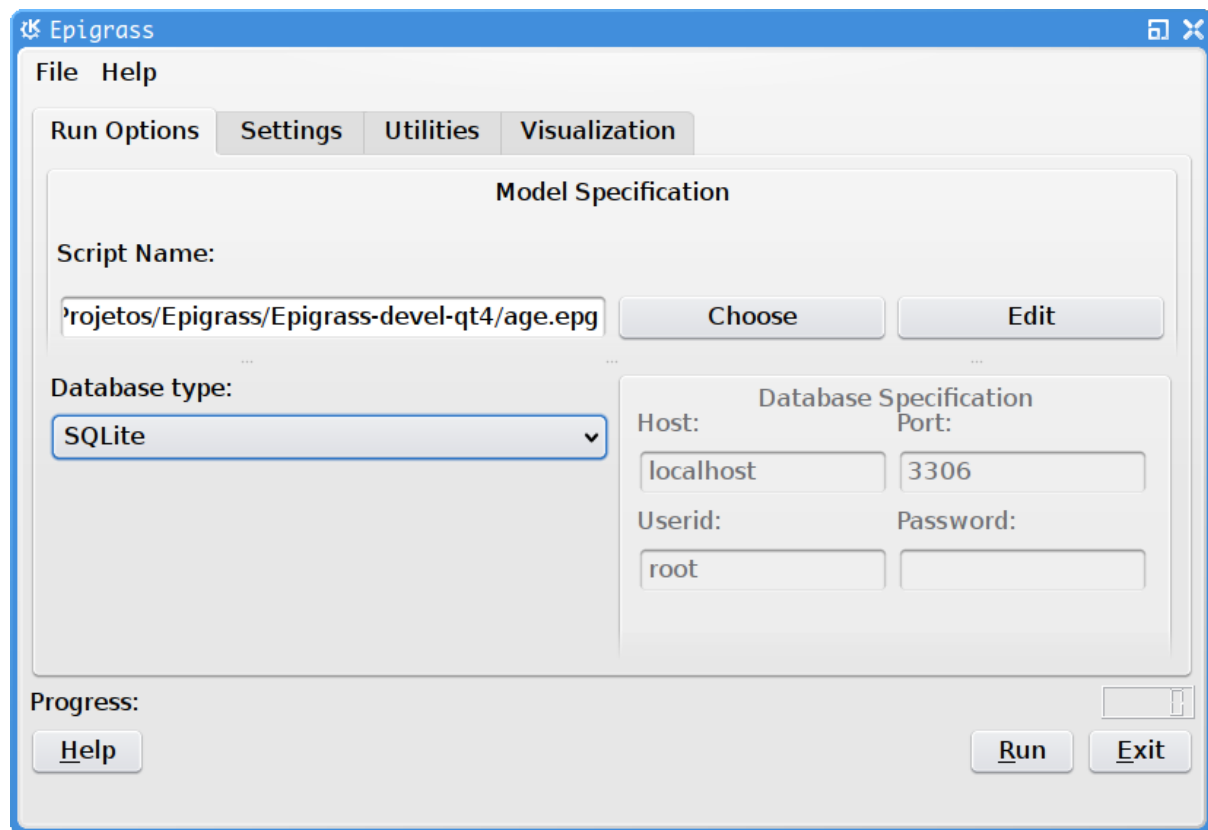 Epigrass
File Help
Run Options Settings Utilities Visualization
Model Specification
Script Name:
Projetos/Epigrass/Epigrass-devel-qt4/age.epg Choose Edit
Database type:
Database Specification
SQLite
Host: Port:
localhost 3306
Userid: Password:
root
Progress:
0
Help Run Exit